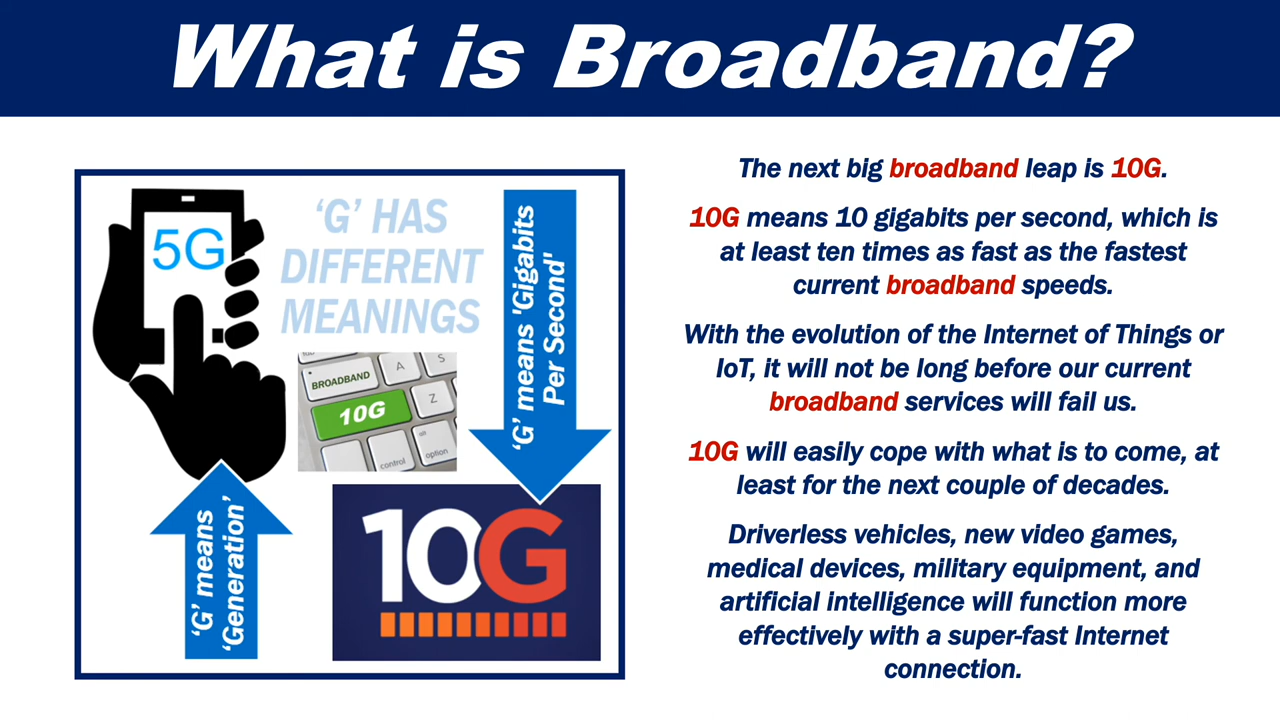 What is Broadband?
5G
‘G’ HAS
DIFFERENT
MEANINGS
‘G’ means 'Gigabits
Per Second'
BROADBAND
A
S
10G
Z
control
alt
option
‘G’ means
‘Generation’
10G
The next big broadband leap is 10G.
10G means 10 gigabits per second, which is
at least ten times as fast as the fastest
current broadband speeds.
With the evolution of the Internet of Things or
IoT, it will not be long before our current
broadband services will fail us.
10G will easily cope with what is to come, at
least for the next couple of decades.
Driverless vehicles, new video games,
medical devices, military equipment, and
artificial intelligence will function more
effectively with a super-fast Internet
connection.